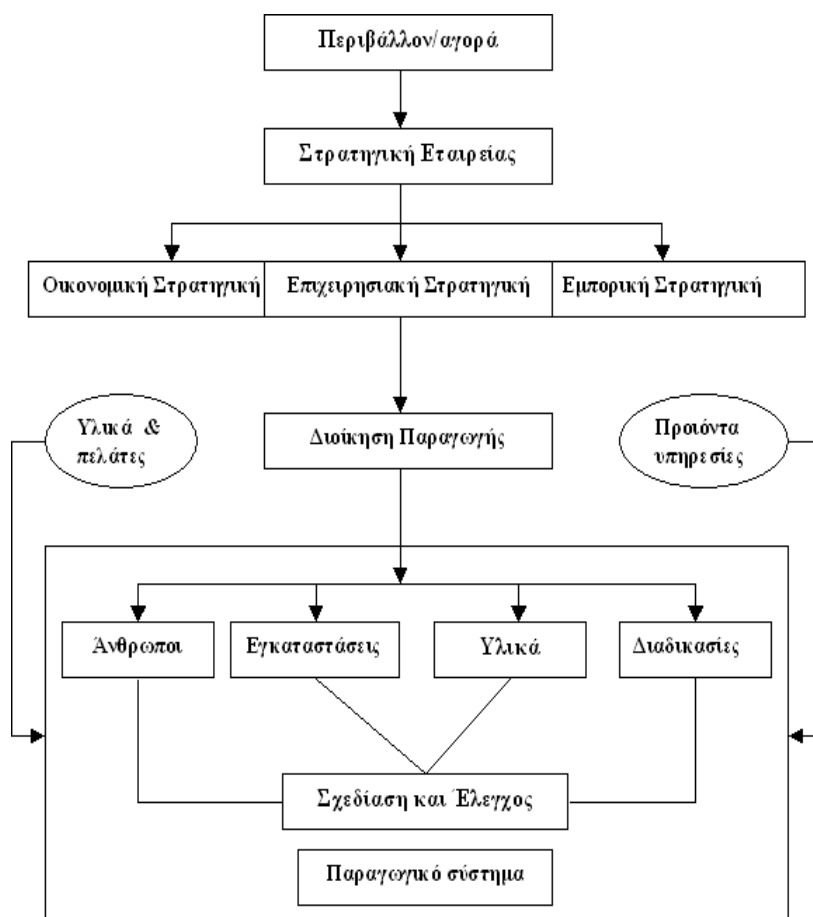 Περιβάλλον/αγορά
Στρατηγική Εταιρείας
Οικονομική Στρατηγική
Επιχειρησιακή Στρατηγική
Εμπορική Στρατηγική
Υλικά &
πελάτες
Διοίκηση Παραγωγής
Προιόντα
υπηρεσίες
Άνθρωποι
Εγκαταστάσεις
Υλικά
Διαδικασίες
Σχεδίαση και Έλεγχος
Παραγωγικό σύστημα